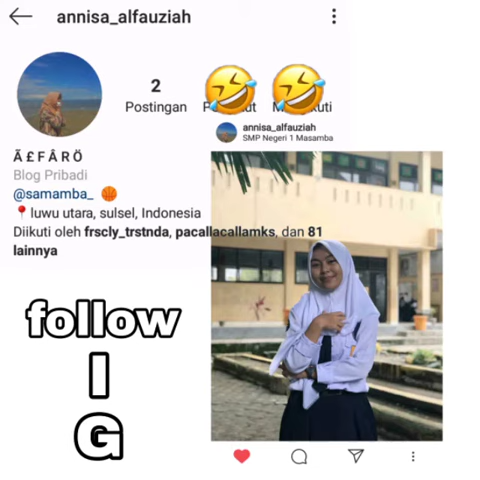 annisa_alfauziah
2
Postingan
annisa_alfauziah
SMP Negeri 1 Masamba
Ã £ F Â R Ö
Blog Pribadi
@samamba_
luwu utara, sulsel, Indonesia
Diikuti oleh frscly_trstnda, pacallacallamks, dan 81
lainnya
follow
I
G